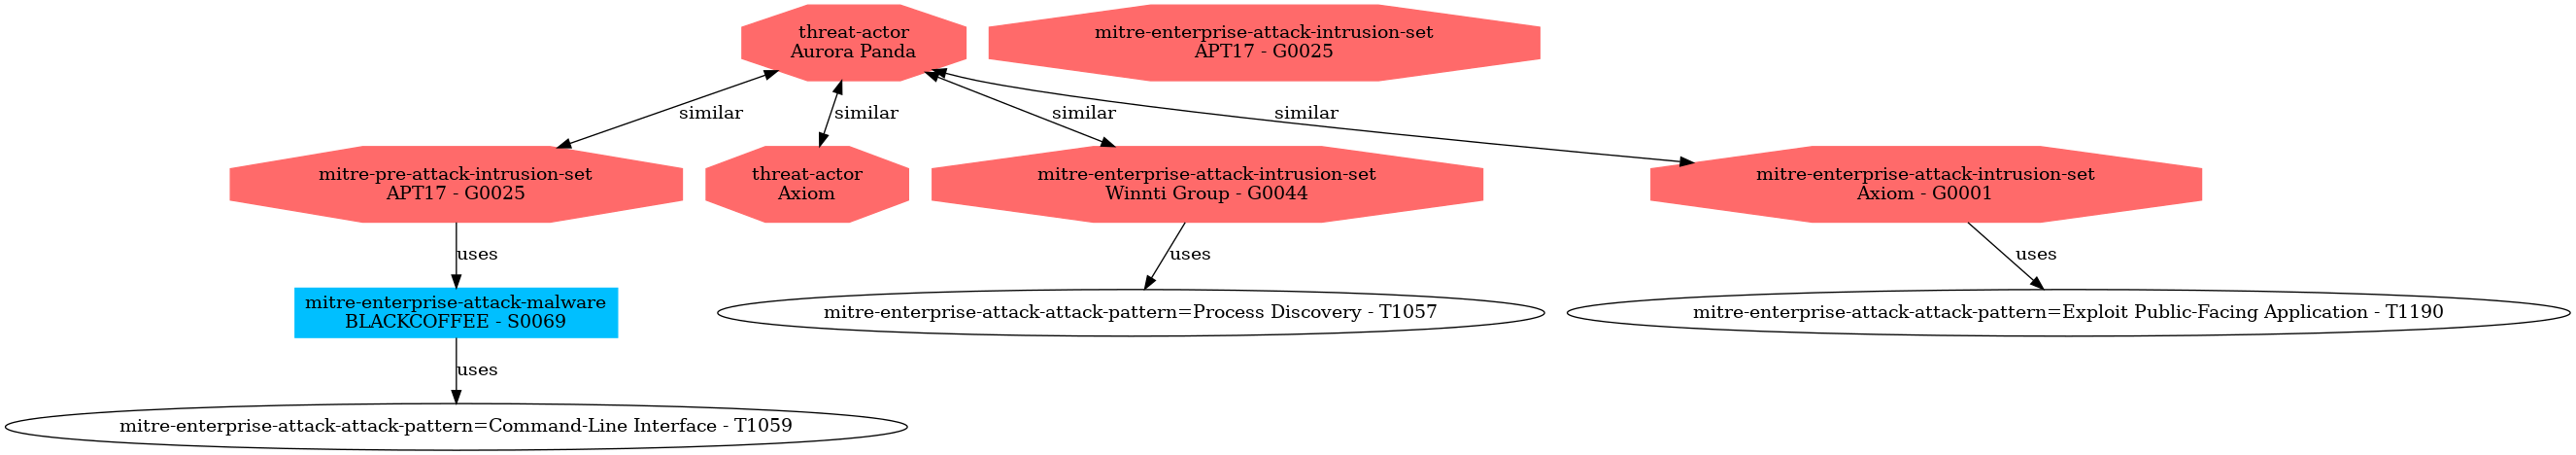 threat-actor
Aurora Panda
mitre-enterprise-attack-intrusion-set
APT17 - G0025
similar
similar
similar
similar
mitre-pre-attack-intrusion-set
APT17 - G0025
threat-actor
Axiom
mitre-enterprise-attack-intrusion-set
Winnti Group - G0044
mitre-enterprise-attack-intrusion-set
Axiom - G0001
uses
uses
uses
mitre-enterprise-attack-malware
BLACKCOFFEE - S0069
mitre-enterprise-attack-attack-pattern=Process Discovery - T1057
mitre-enterprise-attack-attack-pattern=Exploit Public-Facing Application - T1190
uses
mitre-enterprise-attack-attack-pattern=Command-Line Interface - T1059